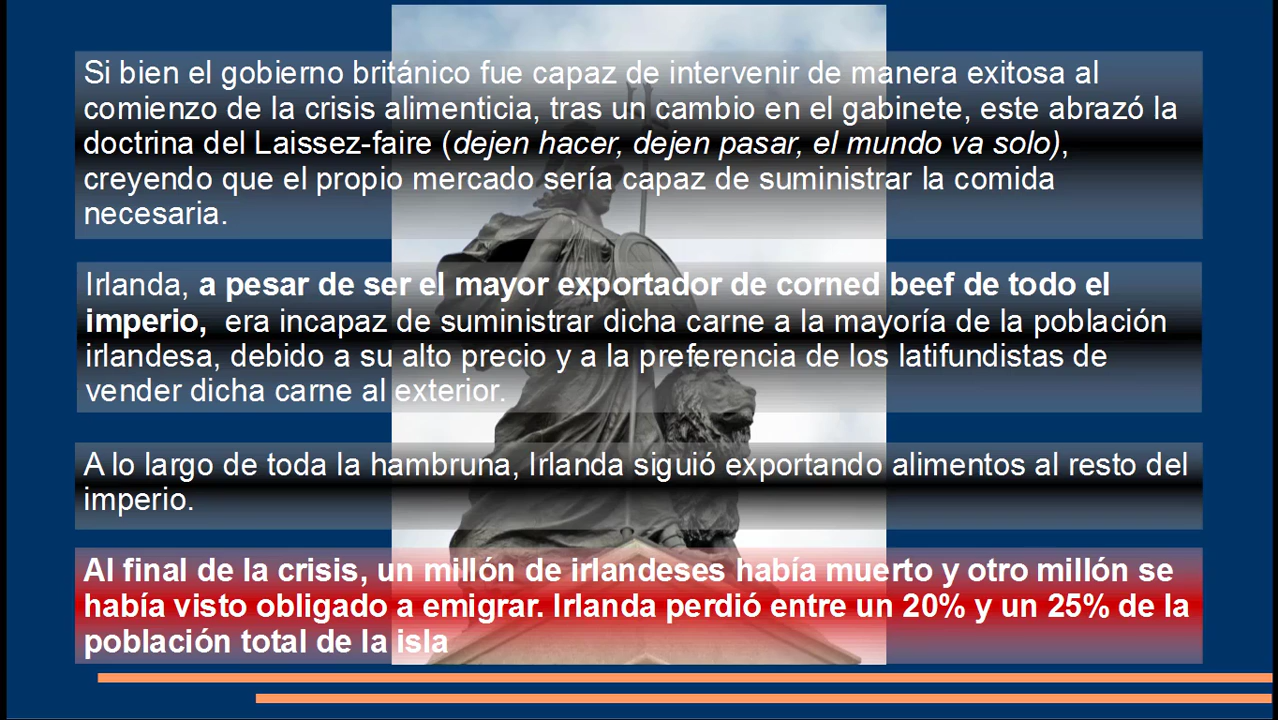 Si bien el gobierno británico fue capaz de intervenir de manera exitosa al
comienzo de la crisis alimenticia, tras un cambio en el gabinete, este abrazó la
doctrina del Laissez-faire (dejen hacer, dejen pasar, el mundo va solo),
creyendo que el propio mercado sería capaz de suministrar la comida
necesaria.
Irlanda, a pesar de ser el mayor exportador de corned beef de todo el
imperio, era incapaz de suministrar dicha carne a la mayoría de la población
irlandesa, debido a su alto precio y a la preferencia de los latifundistas de
vender dicha carne al exterior.
A lo largo de toda la hambruna, Irlanda siguió exportando alimentos al resto del
imperio.
Al final de la crisis, un millón de irlandeses había muerto y otro millón se
había visto obligado a emigrar. Irlanda perdió entre un 20% y un 25% de la
población total de la isla